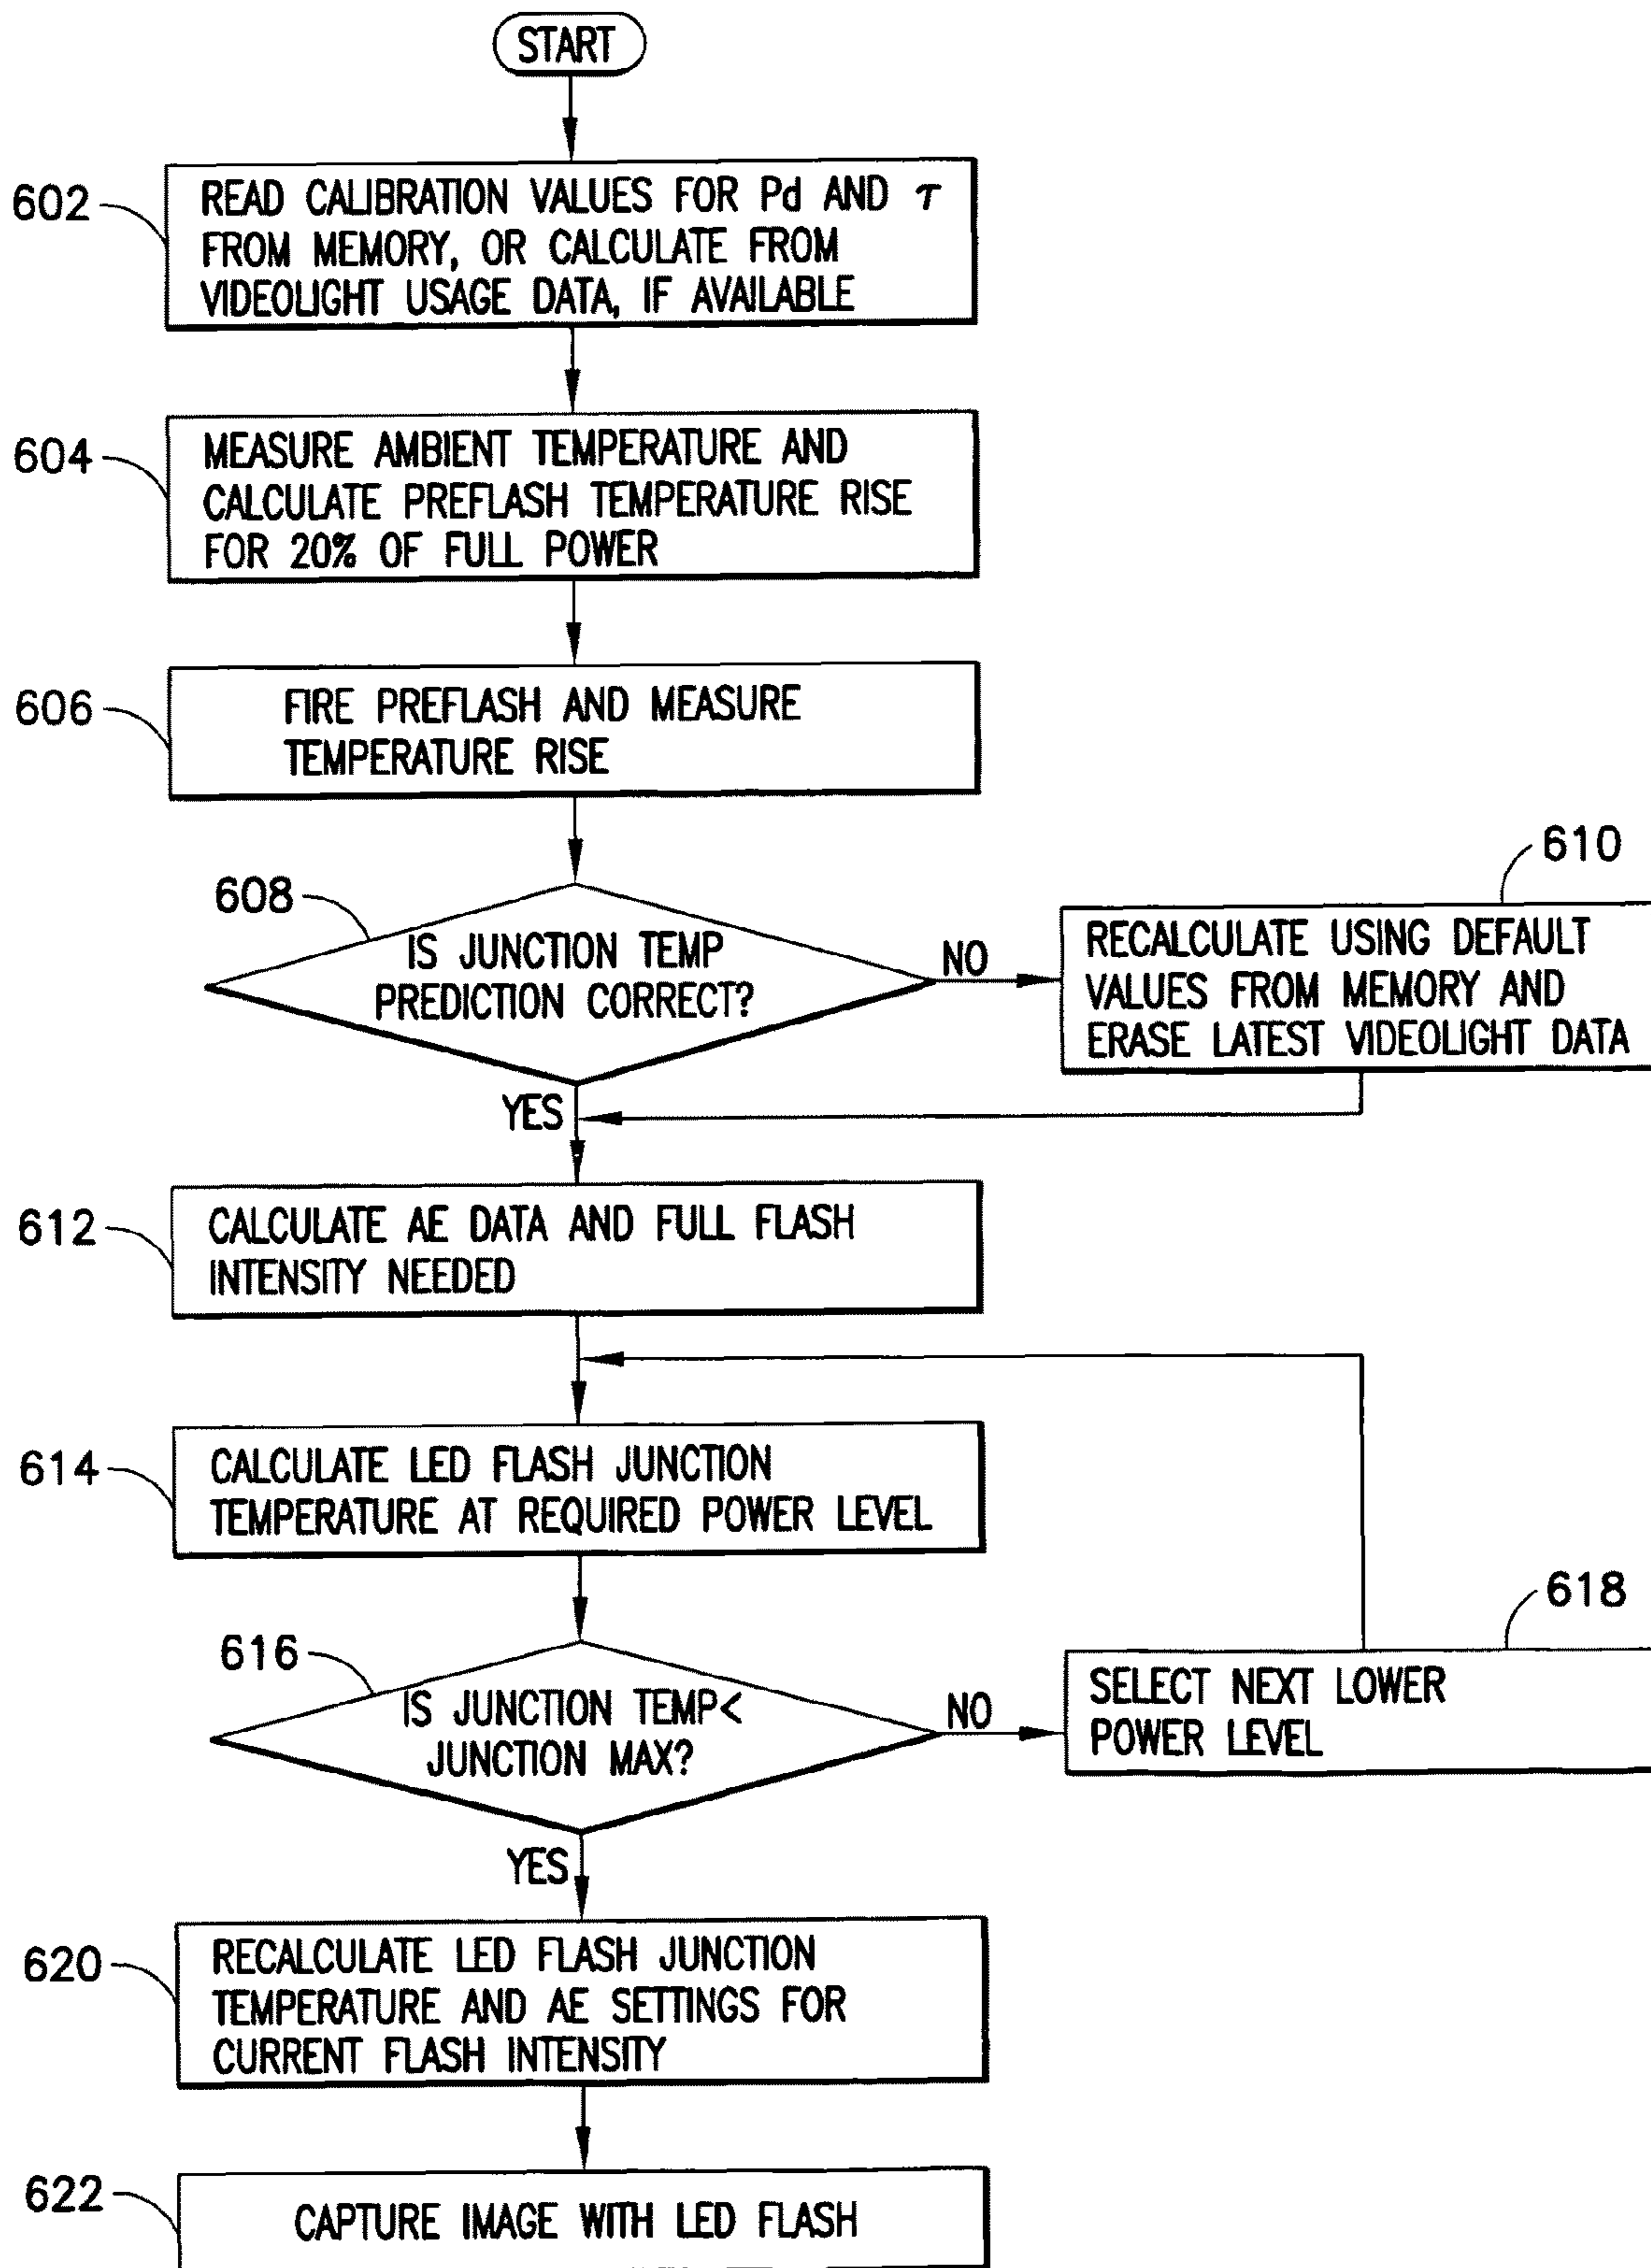 START
602
READ CALIBRATION VALUES FOR Pd AND τ
FROM MEMORY, OR CALCULATE FROM
VIDEOLIGHT USAGE DATA, IF AVAILABLE
604
MEASURE AMBIENT TEMPERATURE AND
CALCULATE PREFLASH TEMPERATURE RISE
FOR 20% OF FULL POWER
606
FIRE PREFLASH AND MEASURE
TEMPERATURE RISE
608
IS JUNCTION TEMP
PREDICTION CORRECT?
NO
610
RECALCULATE USING DEFAULT
VALUES FROM MEMORY AND
ERASE LATEST VIDEOLIGHT DATA
YES
612
CALCULATE AE DATA AND FULL FLASH
INTENSITY NEEDED
614
CALCULATE LED FLASH JUNCTION
TEMPERATURE AT REQUIRED POWER LEVEL
616
IS JUNCTION TEMP<
JUNCTION MAX?
NO
618
SELECT NEXT LOWER
POWER LEVEL
YES
620
RECALCULATE LED FLASH JUNCTION
TEMPERATURE AND AE SETTINGS FOR
CURRENT FLASH INTENSITY
622
CAPTURE IMAGE WITH LED FLASH